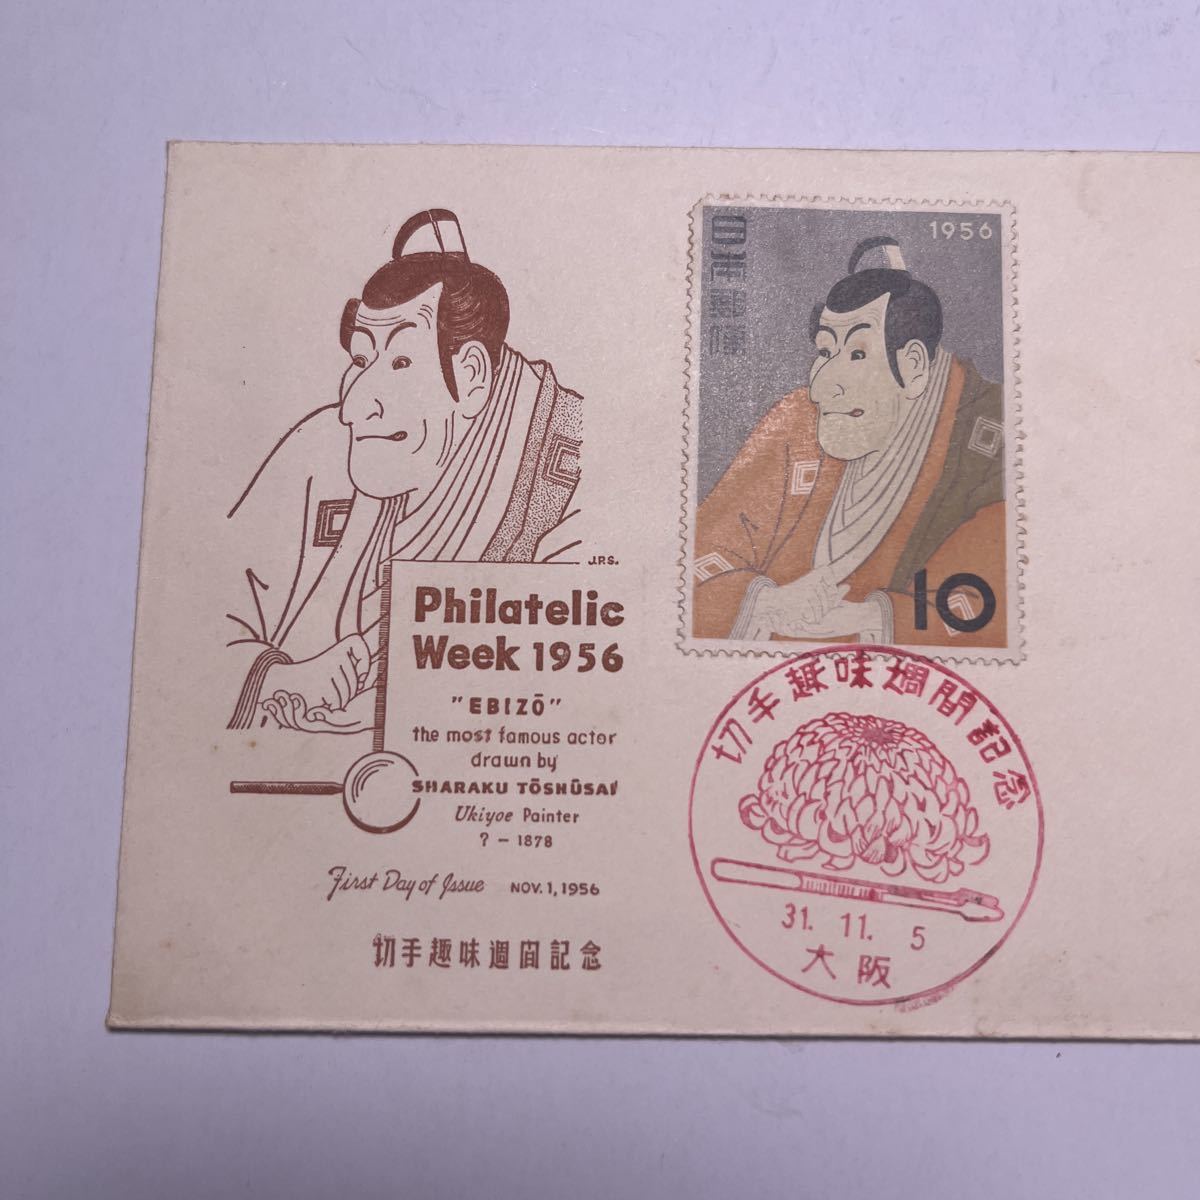 J.P.S.
Philatelic
Week 1956
"EBIZŌ"
the most famous actor
drawn by
SHARAKU TŌSHŪSAI
Ukiyoe Painter
? - 1878
First Day of Issue NOV. 1, 1956
切手趣味週間記念
1956
日本郵便
10
切手趣味週間記念
31. 11. 5
大阪